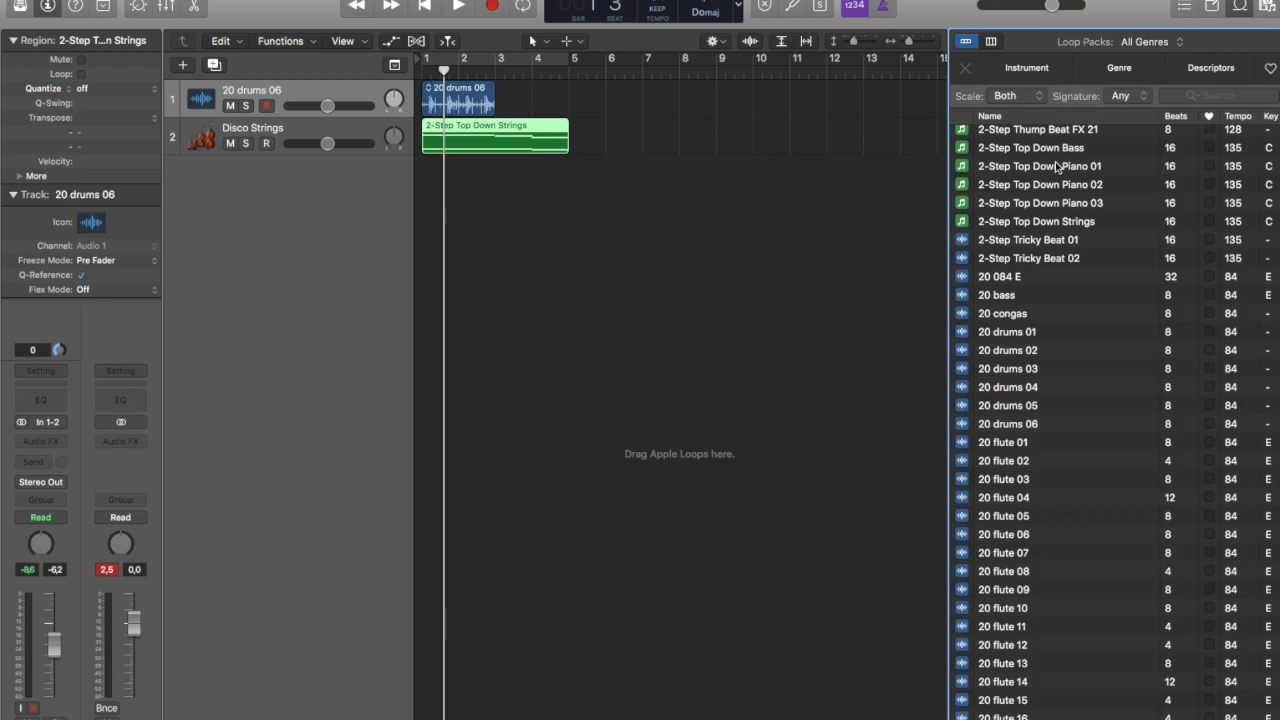 1234
1 3
BAR BEAT
KEEP
TEMPO
Domaj
S
Region: 2-Step T...n Strings
Mute:
Loop:
Quantize off
Q-Swing:
Transpose:
- -
- -
Velocity:
More
Track: 20 drums 06
Icon:
Channel: Audio 1
Freeze Mode: Pre Fader
Q-Reference:
Flex Mode: Off
0
Setting Setting
EQ EQ
In 1-2
Audio FX Audio FX
Send
Stereo Out
Group Group
Read Read
-8,6 -6,2 2,5 0,0
I R
Bnce
Edit Functions View
1 20 drums 06
M S R
2 Disco Strings
M S R
1 2 3 4 5 6 7 8 9 10 11 12 13 14
20 drums 06
2-Step Top Down Strings
Drag Apple Loops here.
Loop Packs: All Genres
Instrument Genre Descriptors
Scale: Both Signature: Any Search
Name Beats Tempo Key
2-Step Thump Beat FX 21 8 128 -
2-Step Top Down Bass 16 135 C
2-Step Top Down Piano 01 16 135 C
2-Step Top Down Piano 02 16 135 C
2-Step Top Down Piano 03 16 135 C
2-Step Top Down Strings 16 135 C
2-Step Tricky Beat 01 16 135 -
2-Step Tricky Beat 02 16 135 -
20 084 E 32 84 E
20 bass 8 84 E
20 congas 8 84 -
20 drums 01 8 84 -
20 drums 02 8 84 -
20 drums 03 8 84 -
20 drums 04 8 84 -
20 drums 05 8 84 -
20 drums 06 8 84 -
20 flute 01 8 84 E
20 flute 02 4 84 E
20 flute 03 8 84 E
20 flute 04 12 84 E
20 flute 05 8 84 E
20 flute 06 8 84 E
20 flute 07 8 84 E
20 flute 08 4 84 E
20 flute 09 8 84 E
20 flute 10 8 84 E
20 flute 11 4 84 E
20 flute 12 4 84 E
20 flute 13 8 84 E
20 flute 14 12 84 E
20 flute 15 4 84 E
20 flute 16 4 84 E